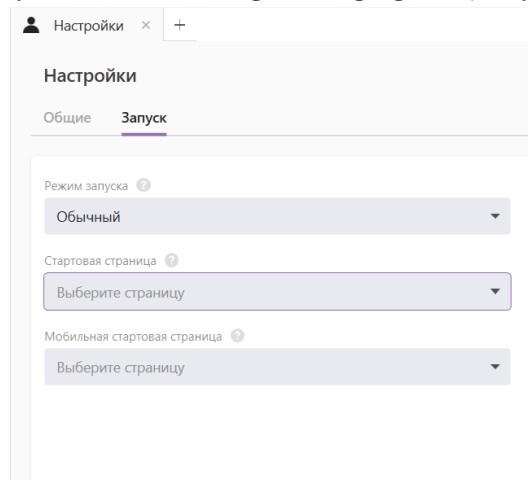 Настройки × +
Настройки
Общие Запуск
Режим запуска ?
Обычный
Стартовая страница ?
Выберите страницу
Мобильная стартовая страница ?
Выберите страницу